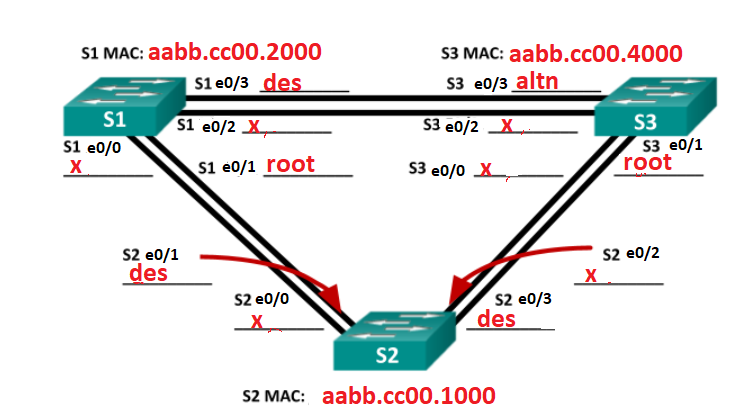 S1 MAC: aabb.cc00.2000
S3 MAC: aabb.cc00.4000
S1 e0/3 des
S3 e0/3 altn
S1
S3
S1 e0/2 x
S3 e0/2 x
S1 e0/0
x
S3 e0/1
root
S1 e0/1 root
S3 e0/0 x
S2 e0/1
des
S2 e0/2
x
S2 e0/0
x
S2 e0/3
des
S2
S2 MAC: aabb.cc00.1000